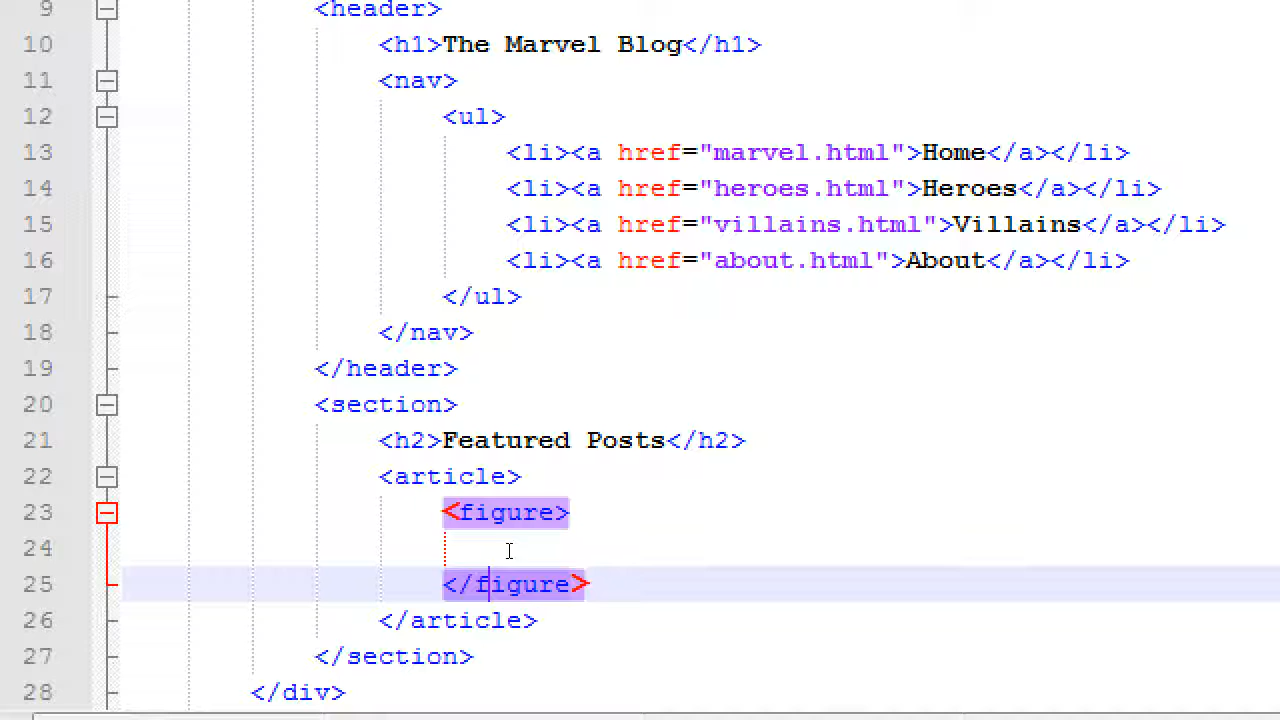 9 <header>
10 <h1>The Marvel Blog</h1>
11 <nav>
12 <ul>
13 <li><a href="marvel.html">Home</a></li>
14 <li><a href="heroes.html">Heroes</a></li>
15 <li><a href="villains.html">Villains</a></li>
16 <li><a href="about.html">About</a></li>
17 </ul>
18 </nav>
19 </header>
20 <section>
21 <h2>Featured Posts</h2>
22 <article>
23 <figure>
24
25 </figure>
26 </article>
27 </section>
28 </div>